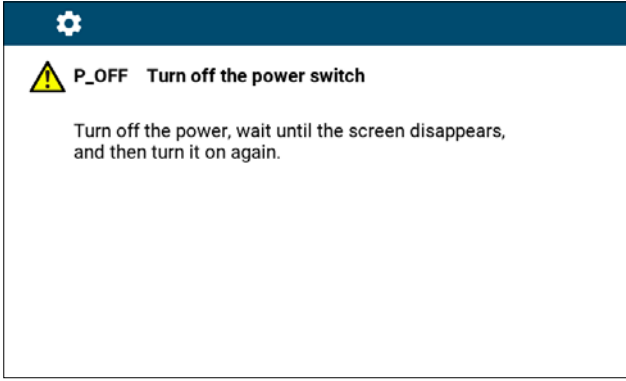 P_OFF Turn off the power switch
Turn off the power, wait until the screen disappears,
and then turn it on again.